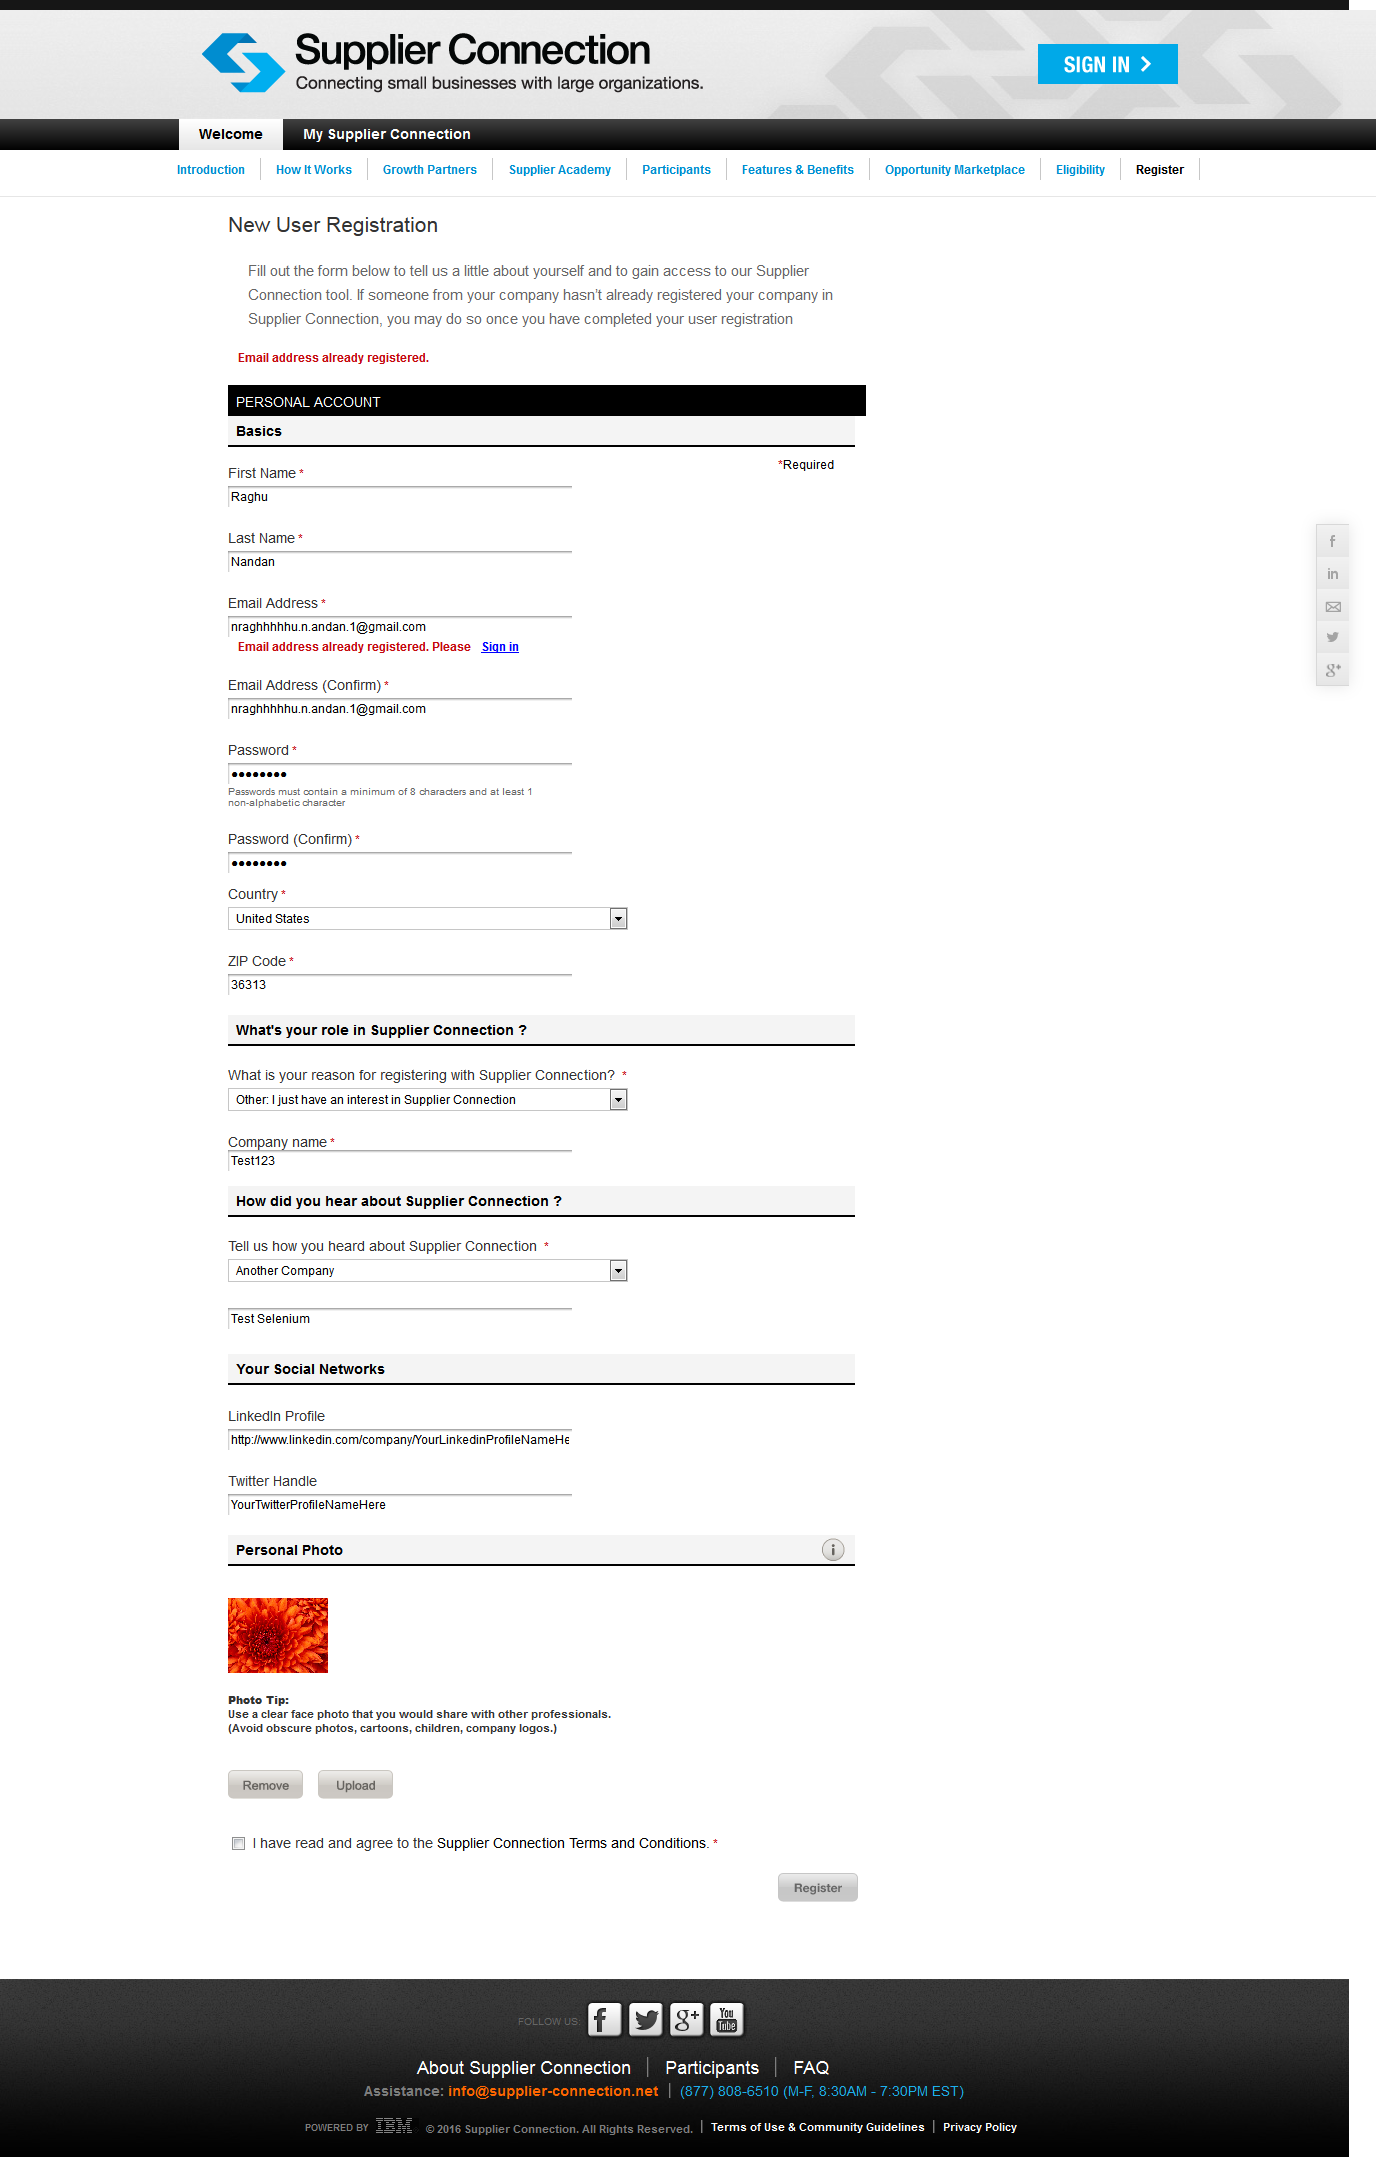 Supplier Connection
Connecting small businesses with large organizations.
SIGN IN
Welcome
My Supplier Connection
Introduction
How It Works
Growth Partners
Supplier Academy
Participants
Features & Benefits
Opportunity Marketplace
Eligibility
Register
New User Registration
Fill out the form below to tell us a little about yourself and to gain access to our Supplier
Connection tool. If someone from your company hasn't already registered your company in
Supplier Connection, you may do so once you have completed your user registration
Email address already registered.
PERSONAL ACCOUNT
Basics
*Required
First Name *
Raghu
Last Name *
Nandan
Email Address *
nraghhhhhu.n.andan.1@gmail.com
Email address already registered. Please Sign in
Email Address (Confirm) *
nraghhhhhu.n.andan.1@gmail.com
Password *
●●●●●●●●
Passwords must contain a minimum of 8 characters and at least 1
non-alphabetic character
Password (Confirm) *
●●●●●●●●
Country *
United States
ZIP Code *
36313
What's your role in Supplier Connection ?
What is your reason for registering with Supplier Connection? *
Other: I just have an interest in Supplier Connection
Company name *
Test123
How did you hear about Supplier Connection ?
Tell us how you heard about Supplier Connection *
Another Company
Test Selenium
Your Social Networks
LinkedIn Profile
http://www.linkedin.com/company/YourLinkedinProfileNameHe
Twitter Handle
YourTwitterProfileNameHere
Personal Photo
i
Photo Tip:
Use a clear face photo that you would share with other professionals.
(Avoid obscure photos, cartoons, children, company logos.)
Remove
Upload
I have read and agree to the Supplier Connection Terms and Conditions. *
Register
f
in
g+
FOLLOW US:
f
g+
You Tube
About Supplier Connection | Participants | FAQ
Assistance: info@supplier-connection.net | (877) 808-6510 (M-F, 8:30AM - 7:30PM EST)
POWERED BY IBM © 2016 Supplier Connection. All Rights Reserved. | Terms of Use & Community Guidelines | Privacy Policy